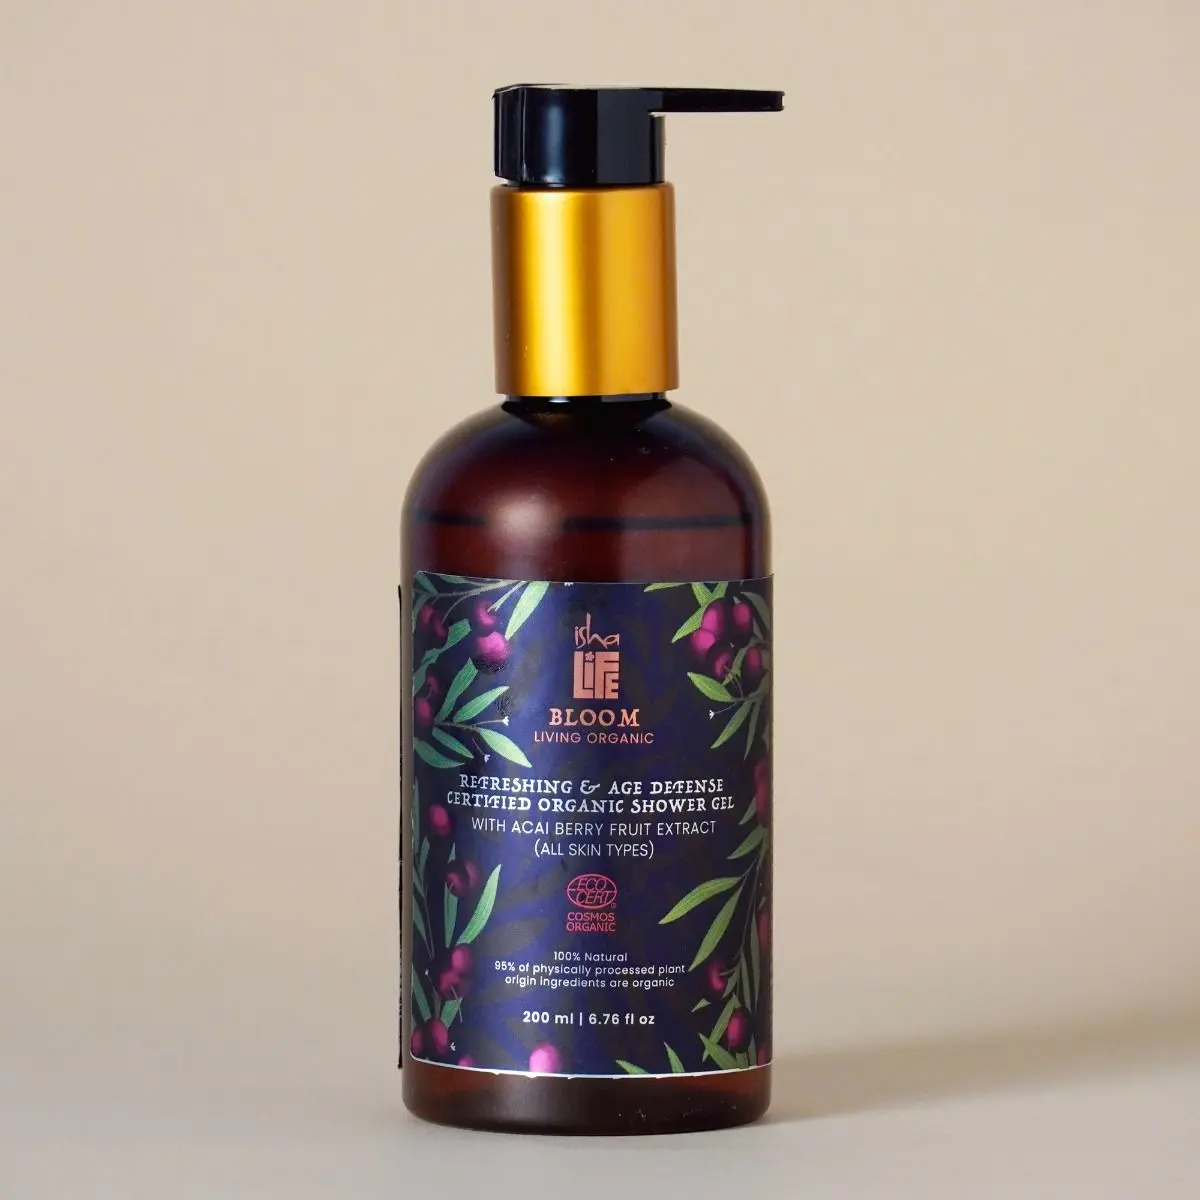 isha
LIFE
BLOOM
LIVING ORGANIC
REFRESHING & AGE DEFENSE
CERTIFIED ORGANIC SHOWER GEL
WITH ACAI BERRY FRUIT EXTRACT
(ALL SKIN TYPES)
ECO
CERT®
COSMOS
ORGANIC
100% Natural
95% of physically processed plant
origin ingredients are organic
200 ml | 6.76 fl oz